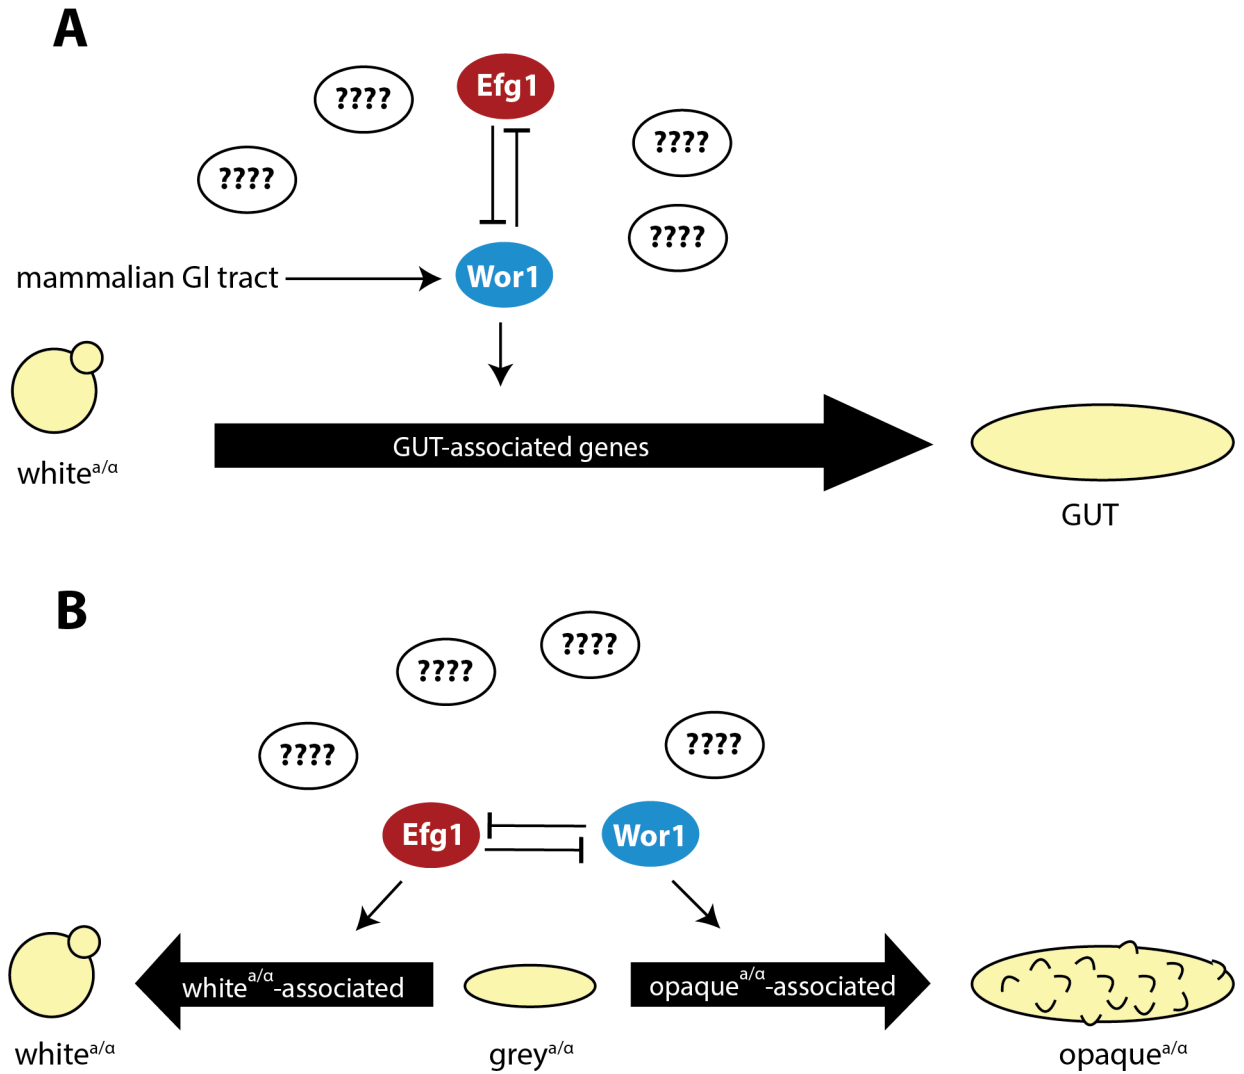 A
????
Efg1
????
????
????
mammalian GI tract
Wor1
GUT-associated genes
white^a/α
GUT
B
????
????
????
????
Efg1
Wor1
white^a/α-associated
opaque^a/α-associated
white^a/α
grey^a/α
opaque^a/α